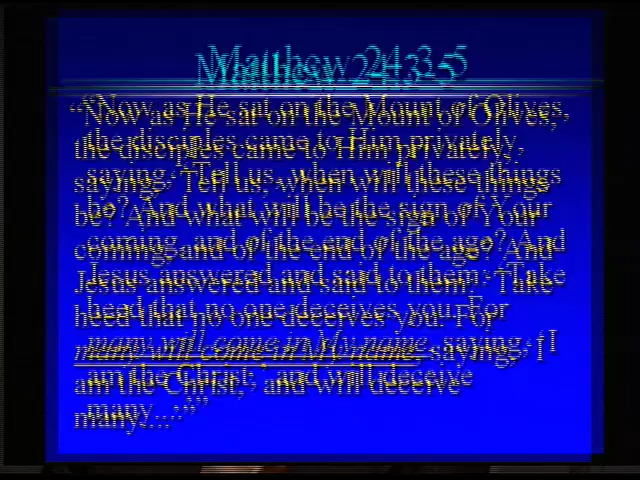 Matthew 24:3-5
“Now as He sat on the Mount of Olives,
the disciples came to Him privately,
saying, ‘Tell us, when will these things
be? And what will be the sign of Your
coming and of the end of the age?’ And
Jesus answered and said to them: ‘Take
heed that no one deceives you. For
many will come in My name, saying, ‘I
am the Christ,’ and will deceive
many….’”